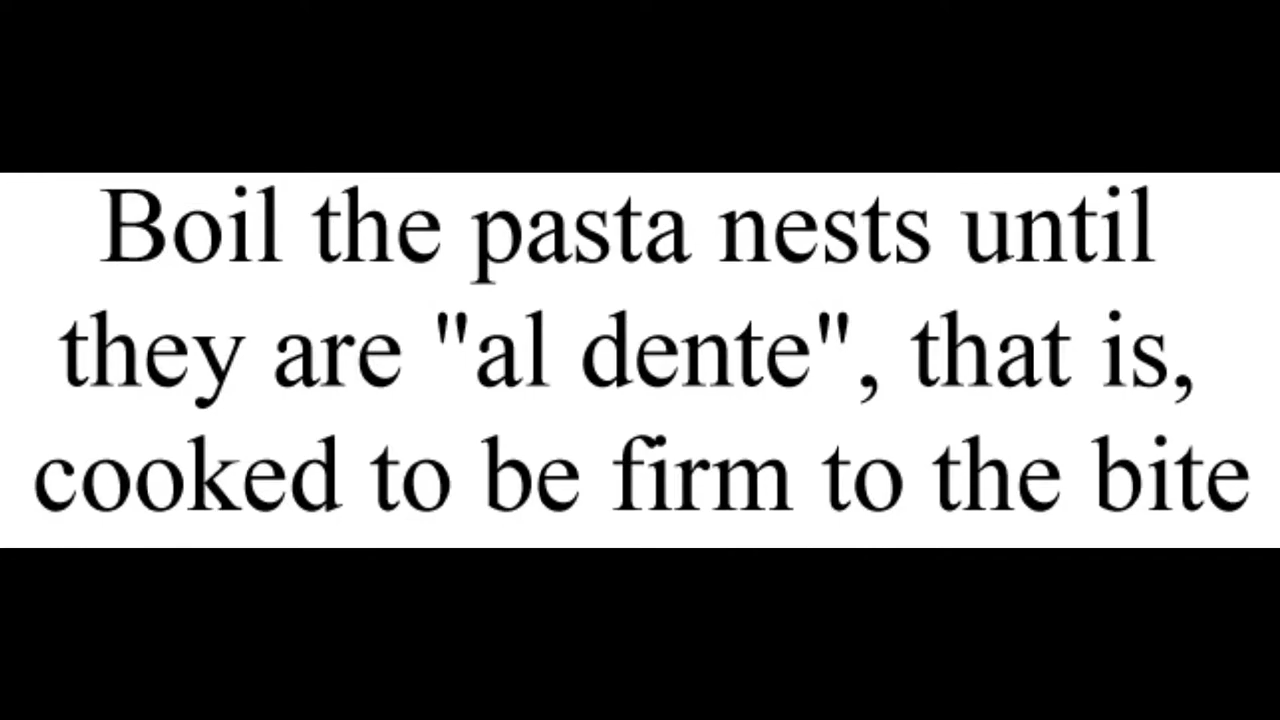 Boil the pasta nests until
they are "al dente", that is,
cooked to be firm to the bite